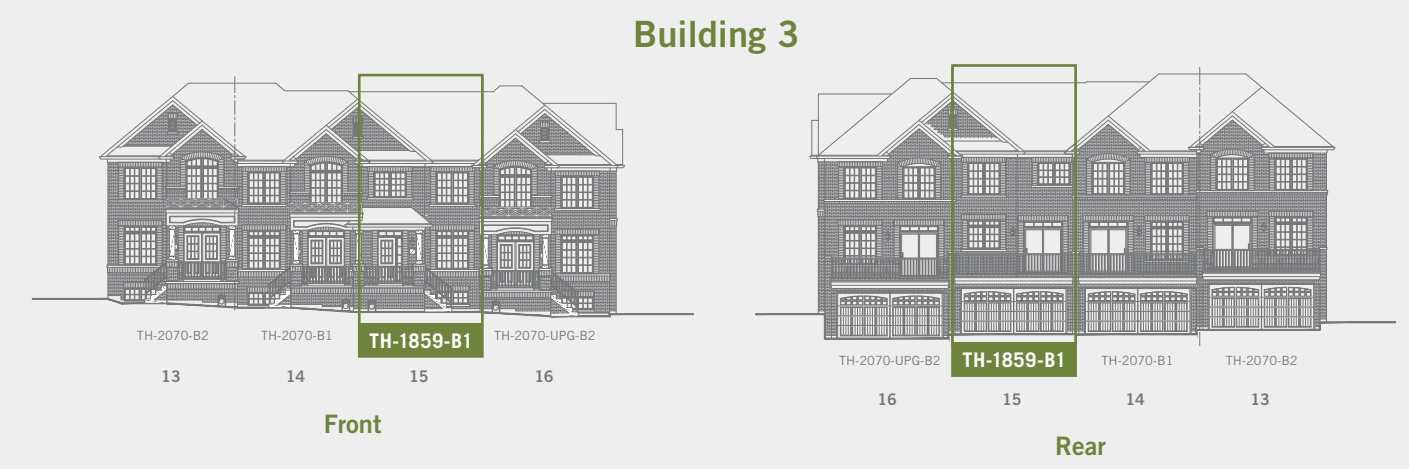 Building 3
TH-2070-B2 TH-2070-B1 TH-1859-B1 TH-2070-UPG-B2
13 14 15 16
Front
TH-2070-UPG-B2 TH-1859-B1 TH-2070-B1 TH-2070-B2
16 15 14 13
Rear